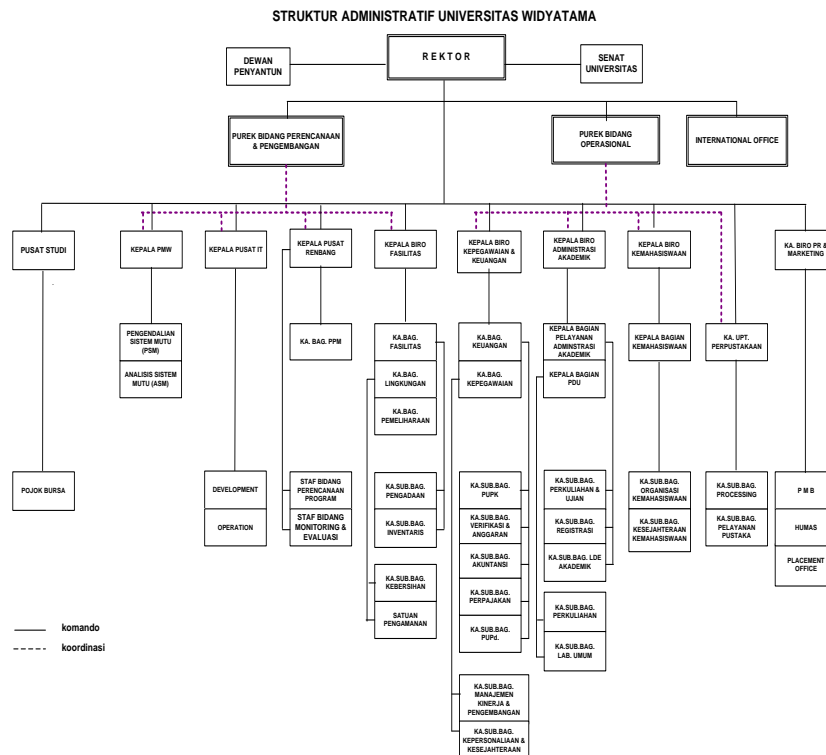 STRUKTUR ADMINISTRATIF UNIVERSITAS WIDYATAMA
DEWAN
PENYANTUN
R E K T O R
SENAT
UNIVERSITAS
PUREK BIDANG PERENCANAAN
& PENGEMBANGAN
PUREK BIDANG
OPERASIONAL
INTERNATIONAL OFFICE
PUSAT STUDI
KEPALA PMW
KEPALA PUSAT IT
KEPALA PUSAT
RENBANG
KEPALA BIRO
FASILITAS
KEPALA BIRO
KEPEGAWAIAN &
KEUANGAN
KEPALA BIRO
ADMINISTRASI
AKADEMIK
KEPALA BIRO
KEMAHASISWAAN
KA. BIRO PR &
MARKETING
PENGENDALIAN
SISTEM MUTU
(PSM)
ANALISIS SISTEM
MUTU (ASM)
KA. BAG. PPM
KA.BAG.
FASILITAS
KA.BAG.
LINGKUNGAN
KA.BAG.
PEMELIHARAAN
KA.BAG.
KEUANGAN
KA.BAG.
KEPEGAWAIAN
KEPALA BAGIAN
PELAYANAN
ADMINSTRASI
AKADEMIK
KEPALA BAGIAN
PDU
KEPALA BAGIAN
KEMAHASISWAAN
KA. UPT.
PERPUSTAKAAN
POJOK BURSA
DEVELOPMENT
OPERATION
STAF BIDANG
PERENCANAN
PROGRAM
STAF BIDANG
MONITORING &
EVALUASI
KA.SUB.BAG.
PENGADAAN
KA.SUB.BAG.
INVENTARIS
KA.SUB.BAG.
KEBERSIHAN
SATUAN
PENGAMANAN
KA.SUB.BAG.
PUPK
KA.SUB.BAG.
VERIFIKASI &
ANGGARAN
KA.SUB.BAG.
AKUNTANSI
KA.SUB.BAG.
PERPAJAKAN
KA.SUB.BAG.
PUPd.
KA.SUB.BAG.
MANAJEMEN
KINERJA &
PENGEMBANGAN
KA.SUB.BAG.
KEPERSONALIAAN &
KESEJAHTERAAN
KA.SUB.BAG.
PERKULIAHAN &
UJIAN
KA.SUB.BAG.
REGISTRASI
KA.SUB.BAG. LDE
AKADEMIK
KA.SUB.BAG.
PERKULIAHAN
KA.SUB.BAG.
LAB. UMUM
KA.SUB.BAG.
ORGANISASI
KEMAHASISWAAN
KA.SUB.BAG.
KESEJAHTERAAN
KEMAHASISWAAN
KA.SUB.BAG.
PROCESSING
KA.SUB.BAG.
PELAYANAN
PUSTAKA
P M B
HUMAS
PLACEMENT
OFFICE
komando
koordinasi